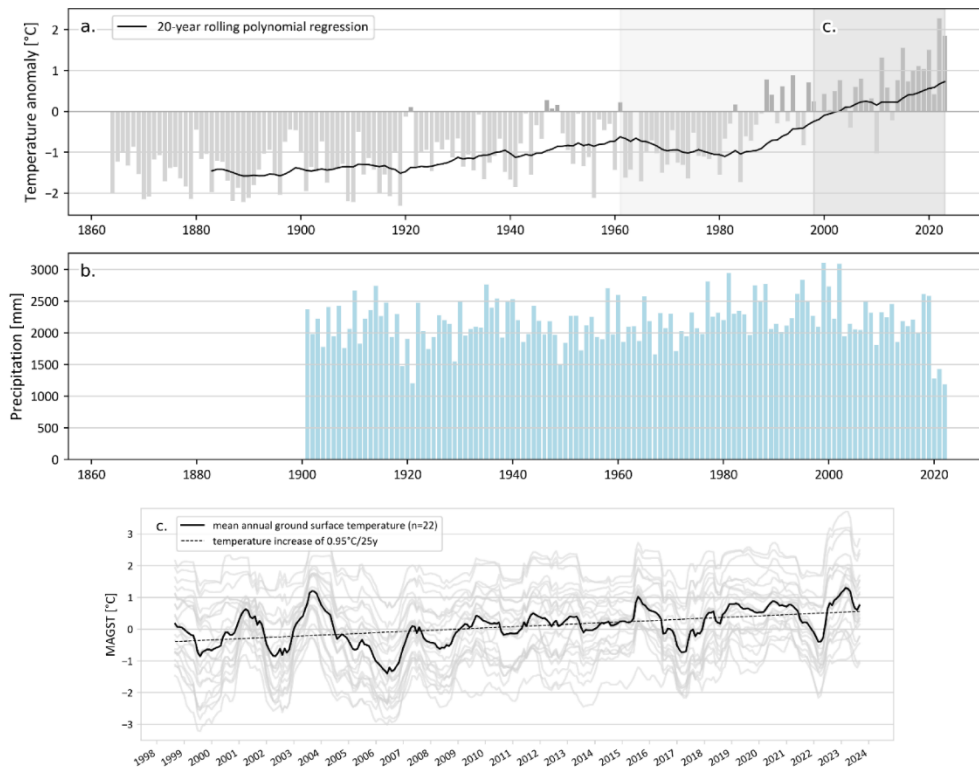 a.
20-year rolling polynomial regression
c.
Temperature anomaly [°C]
2
1
0
−1
−2
1860 1880 1900 1920 1940 1960 1980 2000 2020
b.
Precipitation [mm]
3000
2500
2000
1500
1000
500
0
1860 1880 1900 1920 1940 1960 1980 2000 2020
c.
mean annual ground surface temperature (n=22)
temperature increase of 0.95°C/25y
MAGST [°C]
3
2
1
0
−1
−2
−3
1998 1999 2000 2001 2002 2003 2004 2005 2006 2007 2008 2009 2010 2011 2012 2013 2014 2015 2016 2017 2018 2019 2020 2021 2022 2023 2024